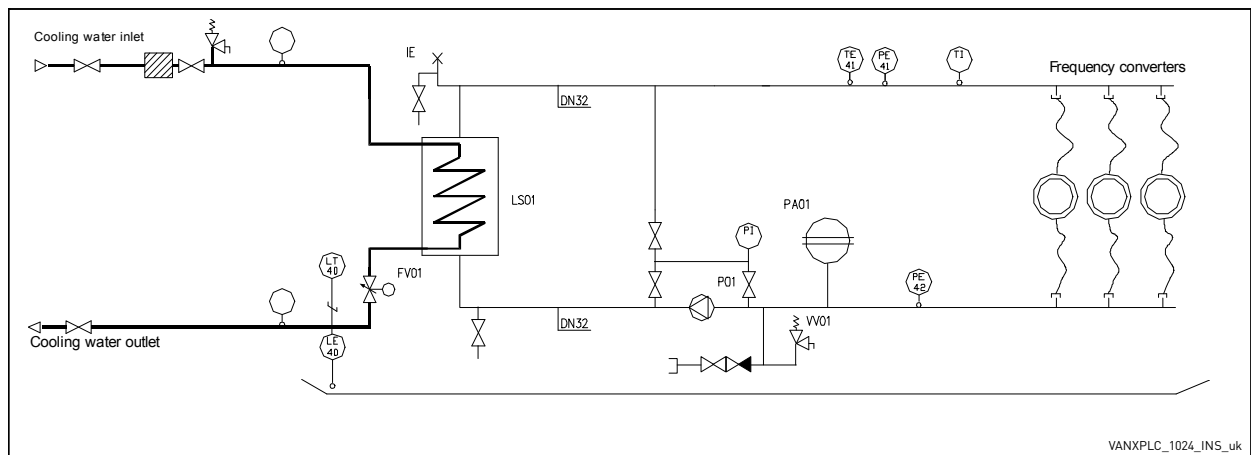 Cooling water inlet
IE
TE
41
PE
41
TI
Frequency converters
DN32
LS01
PA01
PI
LT
40
FV01
P01
PE
42
DN32
VV01
Cooling water outlet
LE
40
VANXPLC_1024_INS_uk